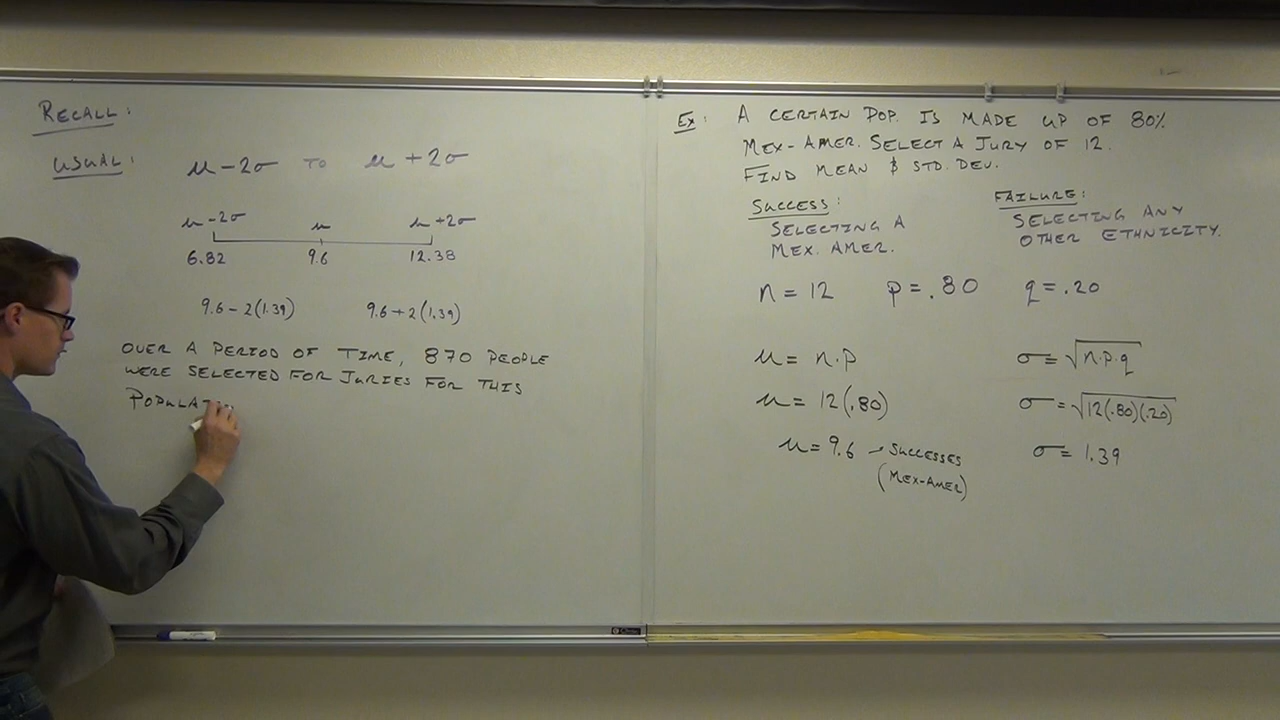 RECALL:
USUAL: μ-2σ TO μ+2σ
μ-2σ μ μ+2σ
6.82 9.6 12.38
9.6-2(1.39) 9.6+2(1.39)
OVER A PERIOD OF TIME, 870 PEOPLE
WERE SELECTED FOR JURIES FOR THIS
POPULAT
Ex: A CERTAIN POP. IS MADE UP OF 80%
MEX-AMER. SELECT A JURY OF 12.
FIND MEAN & STD. DEV.
SUCCESS:
SELECTING A
MEX. AMER.
FAILURE:
SELECTING ANY
OTHER ETHNICITY.
n=12 p=.80 q=.20
μ=n.p
μ=12(.80)
μ=9.6 → SUCCESSES
(MEX-AMER)
σ=√n.p.q
σ=√12(.80)(.20)
σ=1.39